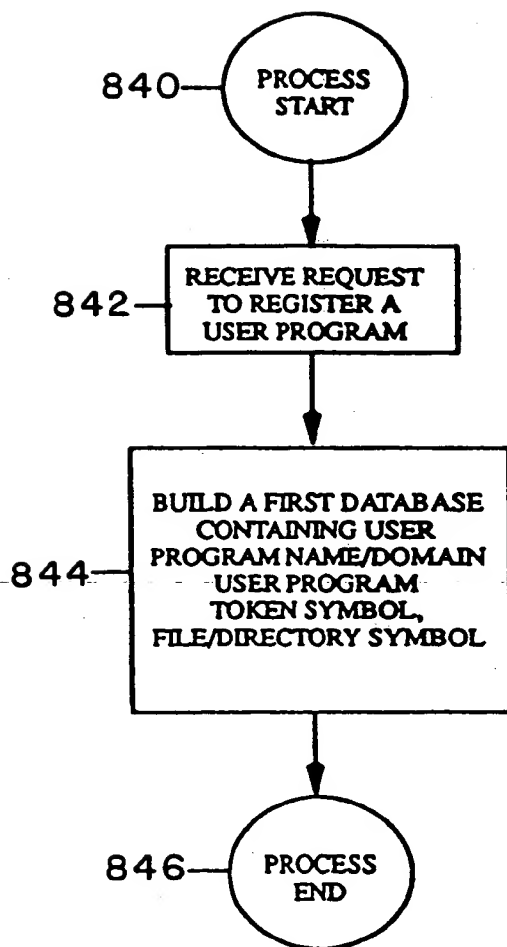 840
PROCESS
START
842
RECEIVE REQUEST
TO REGISTER A
USER PROGRAM
844
BUILD A FIRST DATABASE
CONTAINING USER
PROGRAM NAME/DOMAIN
USER PROGRAM
TOKEN SYMBOL,
FILE/DIRECTORY SYMBOL
846
PROCESS
END